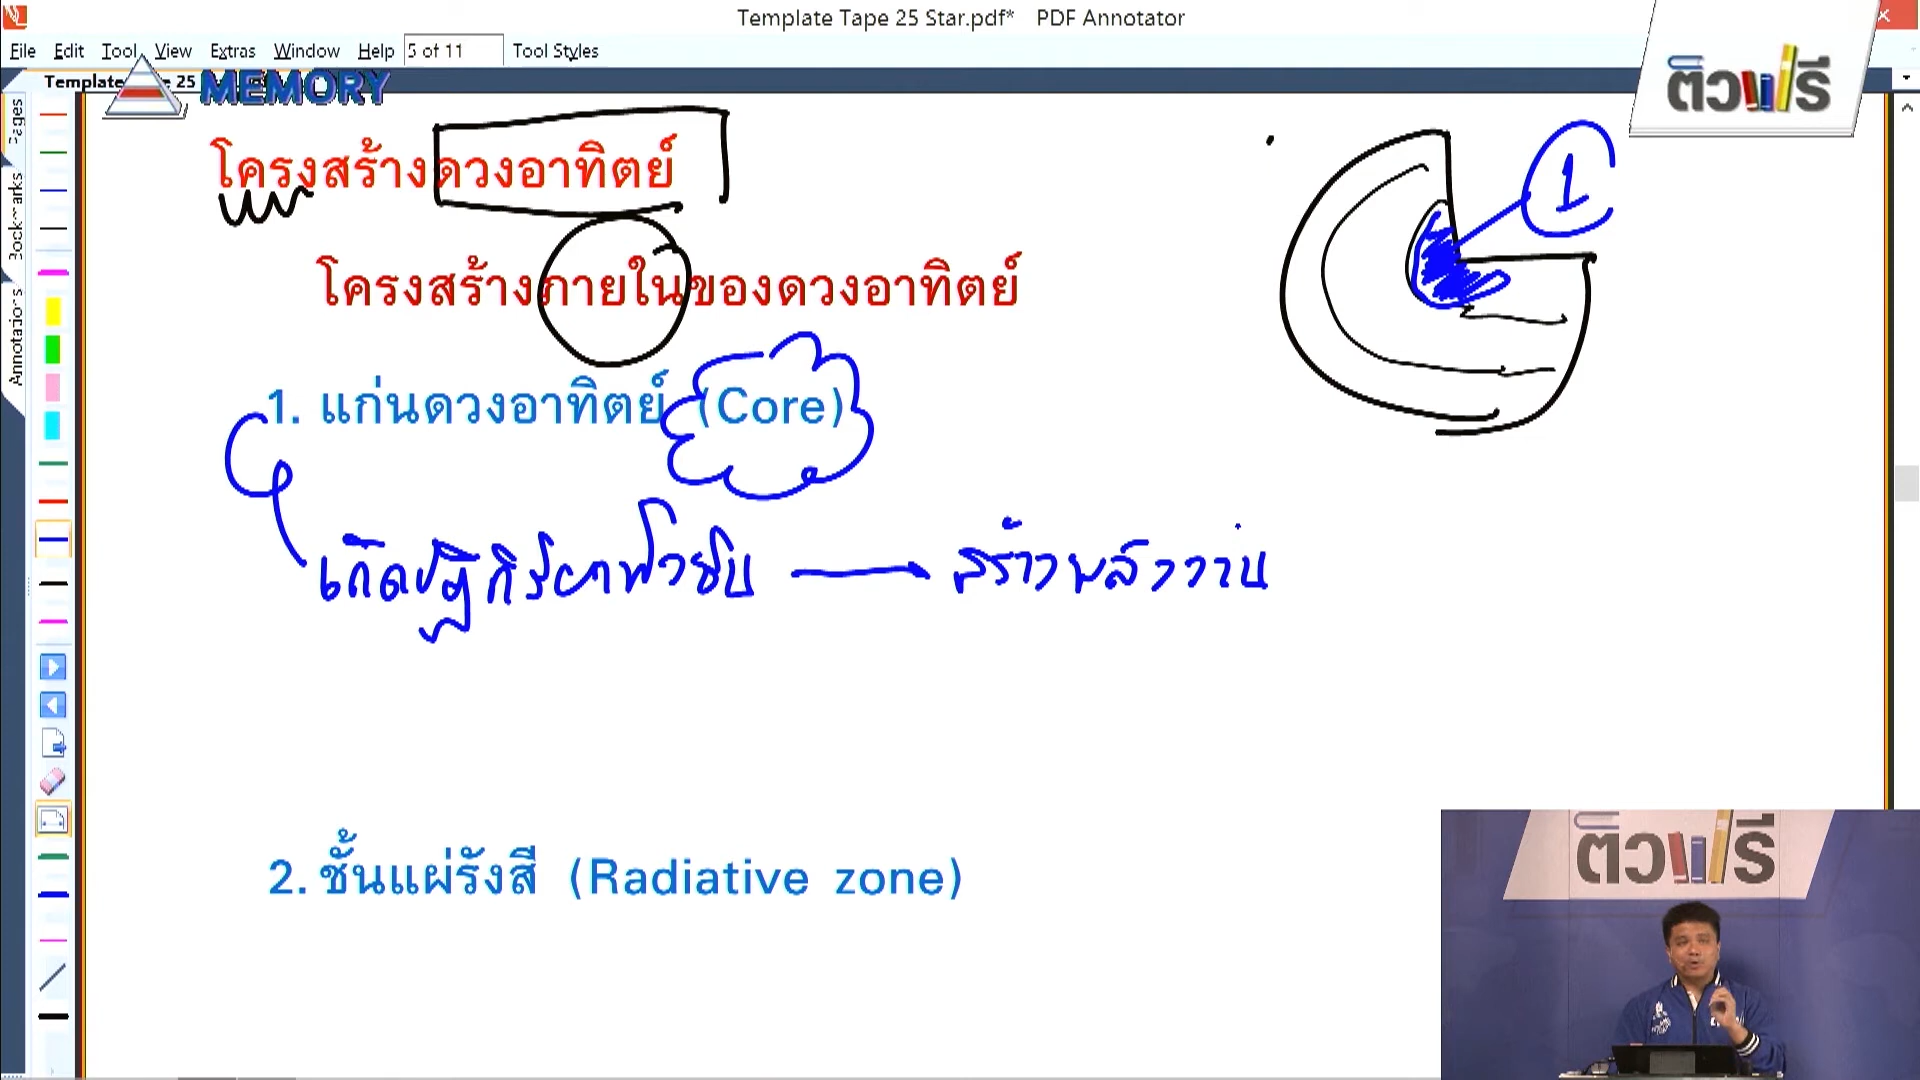 Template Tape 25 Star.pdf* PDF Annotator
File Edit Tool View Extras Window Help 5 of 11 Tool Styles
Template Tape 25
MEMORY
ติวฟรี
Pages
Bookmarks
Annotations
โครงสร้างดวงอาทิตย์
1
โครงสร้างภายในของดวงอาทิตย์
1. แก่นดวงอาทิตย์ (Core)
เกิดปฏิกิริยาฟิวชัน สร้างพลังงาน
2. ชั้นแผ่รังสี (Radiative zone)
ติวฟรี